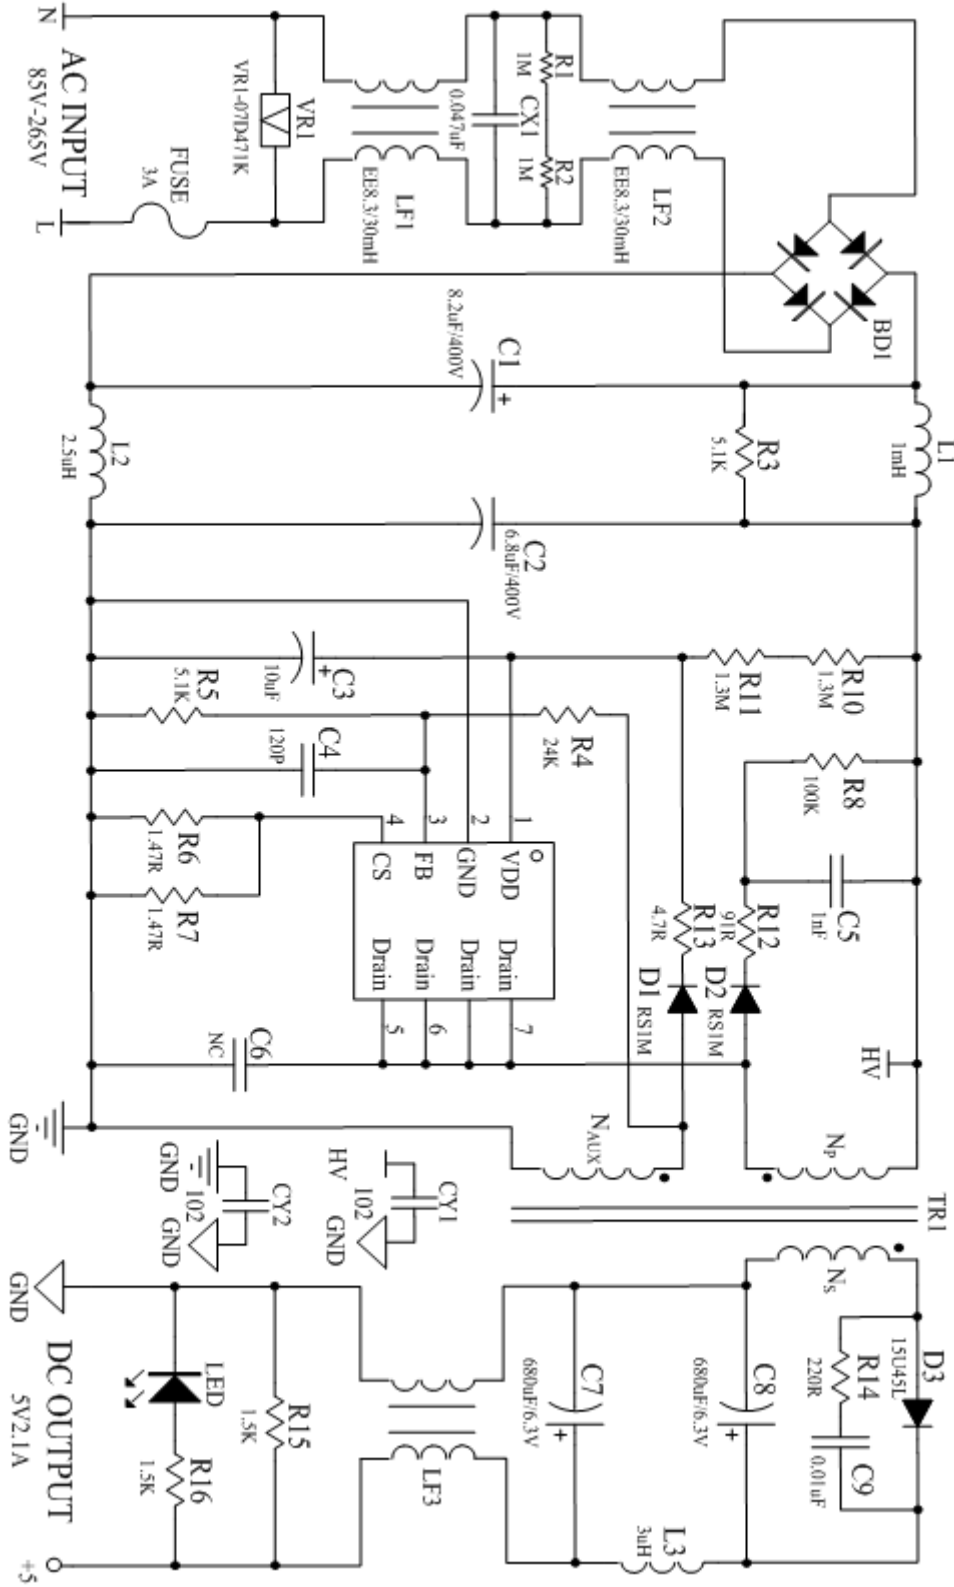 N
AC INPUT
85V-265V
L
FUSE
3A
VR1
VR1-07D471K
LF1
EE8.3/30mH
CX1
0.047uF
R1
1M
R2
1M
LF2
EE8.3/30mH
BD1
C1
8.2uF/400V
+
R3
5.1K
L1
1mH
L2
2.5uH
C2
6.8uF/400V
C3
10uF
+
R5
5.1K
C4
120P
R4
24K
R11
1.3M
R10
1.3M
R8
100K
C5
1nF
R6
1.47R
R7
1.47R
1
2
3
4
VDD
GND
FB
CS
Drain
Drain
Drain
Drain
7
6
5
R13
4.7R
R12
91R
D1
RS1M
D2
RS1M
C6
NC
HV
GND
NAUX
NP
TR1
NS
CY1
102
HV
GND
CY2
102
GND
GND
D3
15U45L
R14
220R
C9
0.01uF
C8
680uF/6.3V
+
C7
680uF/6.3V
+
L3
3uH
LF3
R15
1.5K
LED
R16
1.5K
GND
DC OUTPUT
5V2.1A
+5